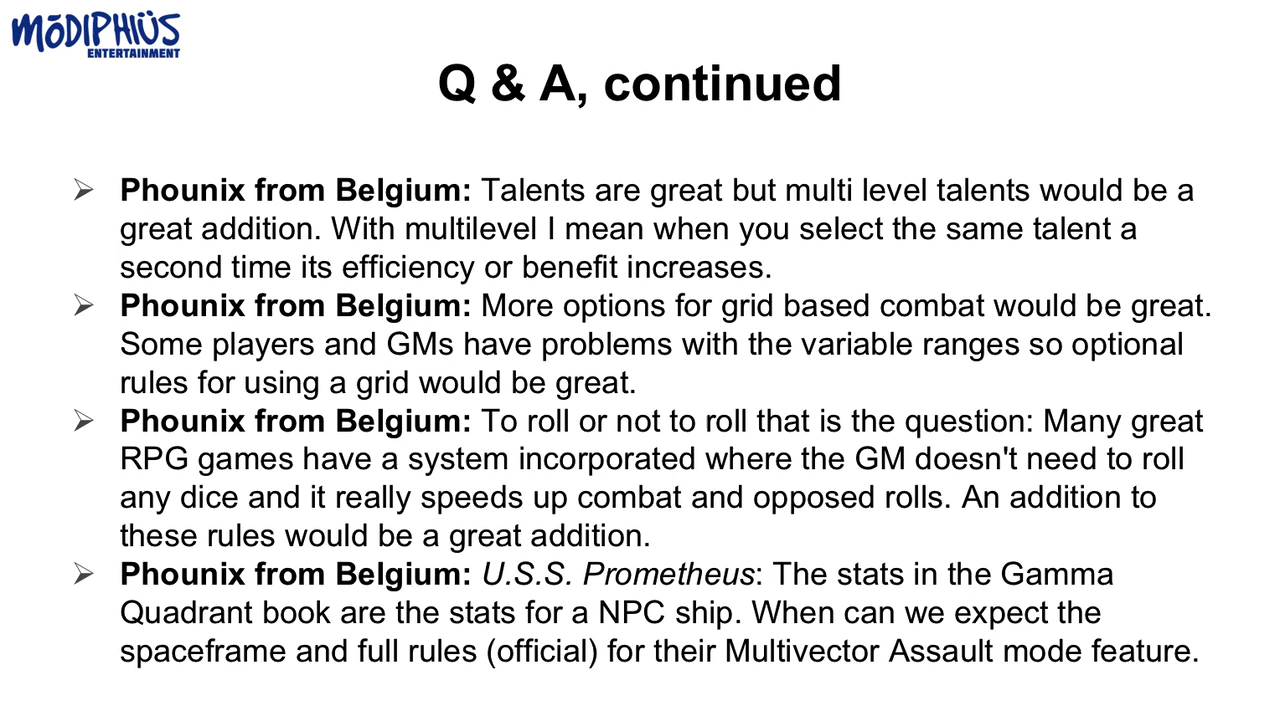 MōDIPHIÜS
ENTERTAINMENT
Q & A, continued
➢ Phounix from Belgium: Talents are great but multi level talents would be a
great addition. With multilevel I mean when you select the same talent a
second time its efficiency or benefit increases.
➢ Phounix from Belgium: More options for grid based combat would be great.
Some players and GMs have problems with the variable ranges so optional
rules for using a grid would be great.
➢ Phounix from Belgium: To roll or not to roll that is the question: Many great
RPG games have a system incorporated where the GM doesn't need to roll
any dice and it really speeds up combat and opposed rolls. An addition to
these rules would be a great addition.
➢ Phounix from Belgium: U.S.S. Prometheus: The stats in the Gamma
Quadrant book are the stats for a NPC ship. When can we expect the
spaceframe and full rules (official) for their Multivector Assault mode feature.